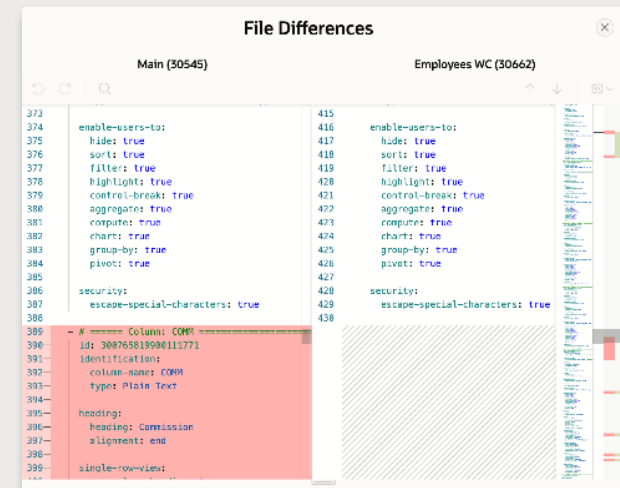 File Differences
Main (30545)
Employees WC (30662)
373
374 enable-users-to:
375 hide: true
376 sort: true
377 filter: true
378 highlight: true
379 control-break: true
380 aggregate: true
381 compute: true
382 chart: true
383 group-by: true
384 pivot: true
385
386 security:
387 escape-special-characters: true
388
389 - # ====== Column: COMM ====================
390 id: 300765819900111771
391 identification:
392 column-name: COMM
393 type: Plain Text
394
395 heading:
396 heading: Commission
397 alignment: end
398
399 single-row-view:
415
416 enable-users-to:
417 hide: true
418 sort: true
419 filter: true
420 highlight: true
421 control-break: true
422 aggregate: true
423 compute: true
424 chart: true
425 group-by: true
426 pivot: true
427
428 security:
429 escape-special-characters: true
430